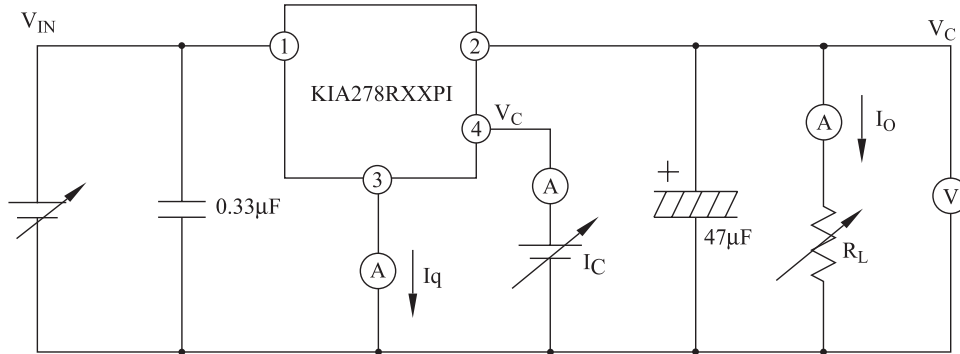 V_IN
1
2
V_C
KIA278RXXPI
4
V_C
A
I_O
3
A
+
V
0.33μF
47μF
R_L
A
Iq
I_C